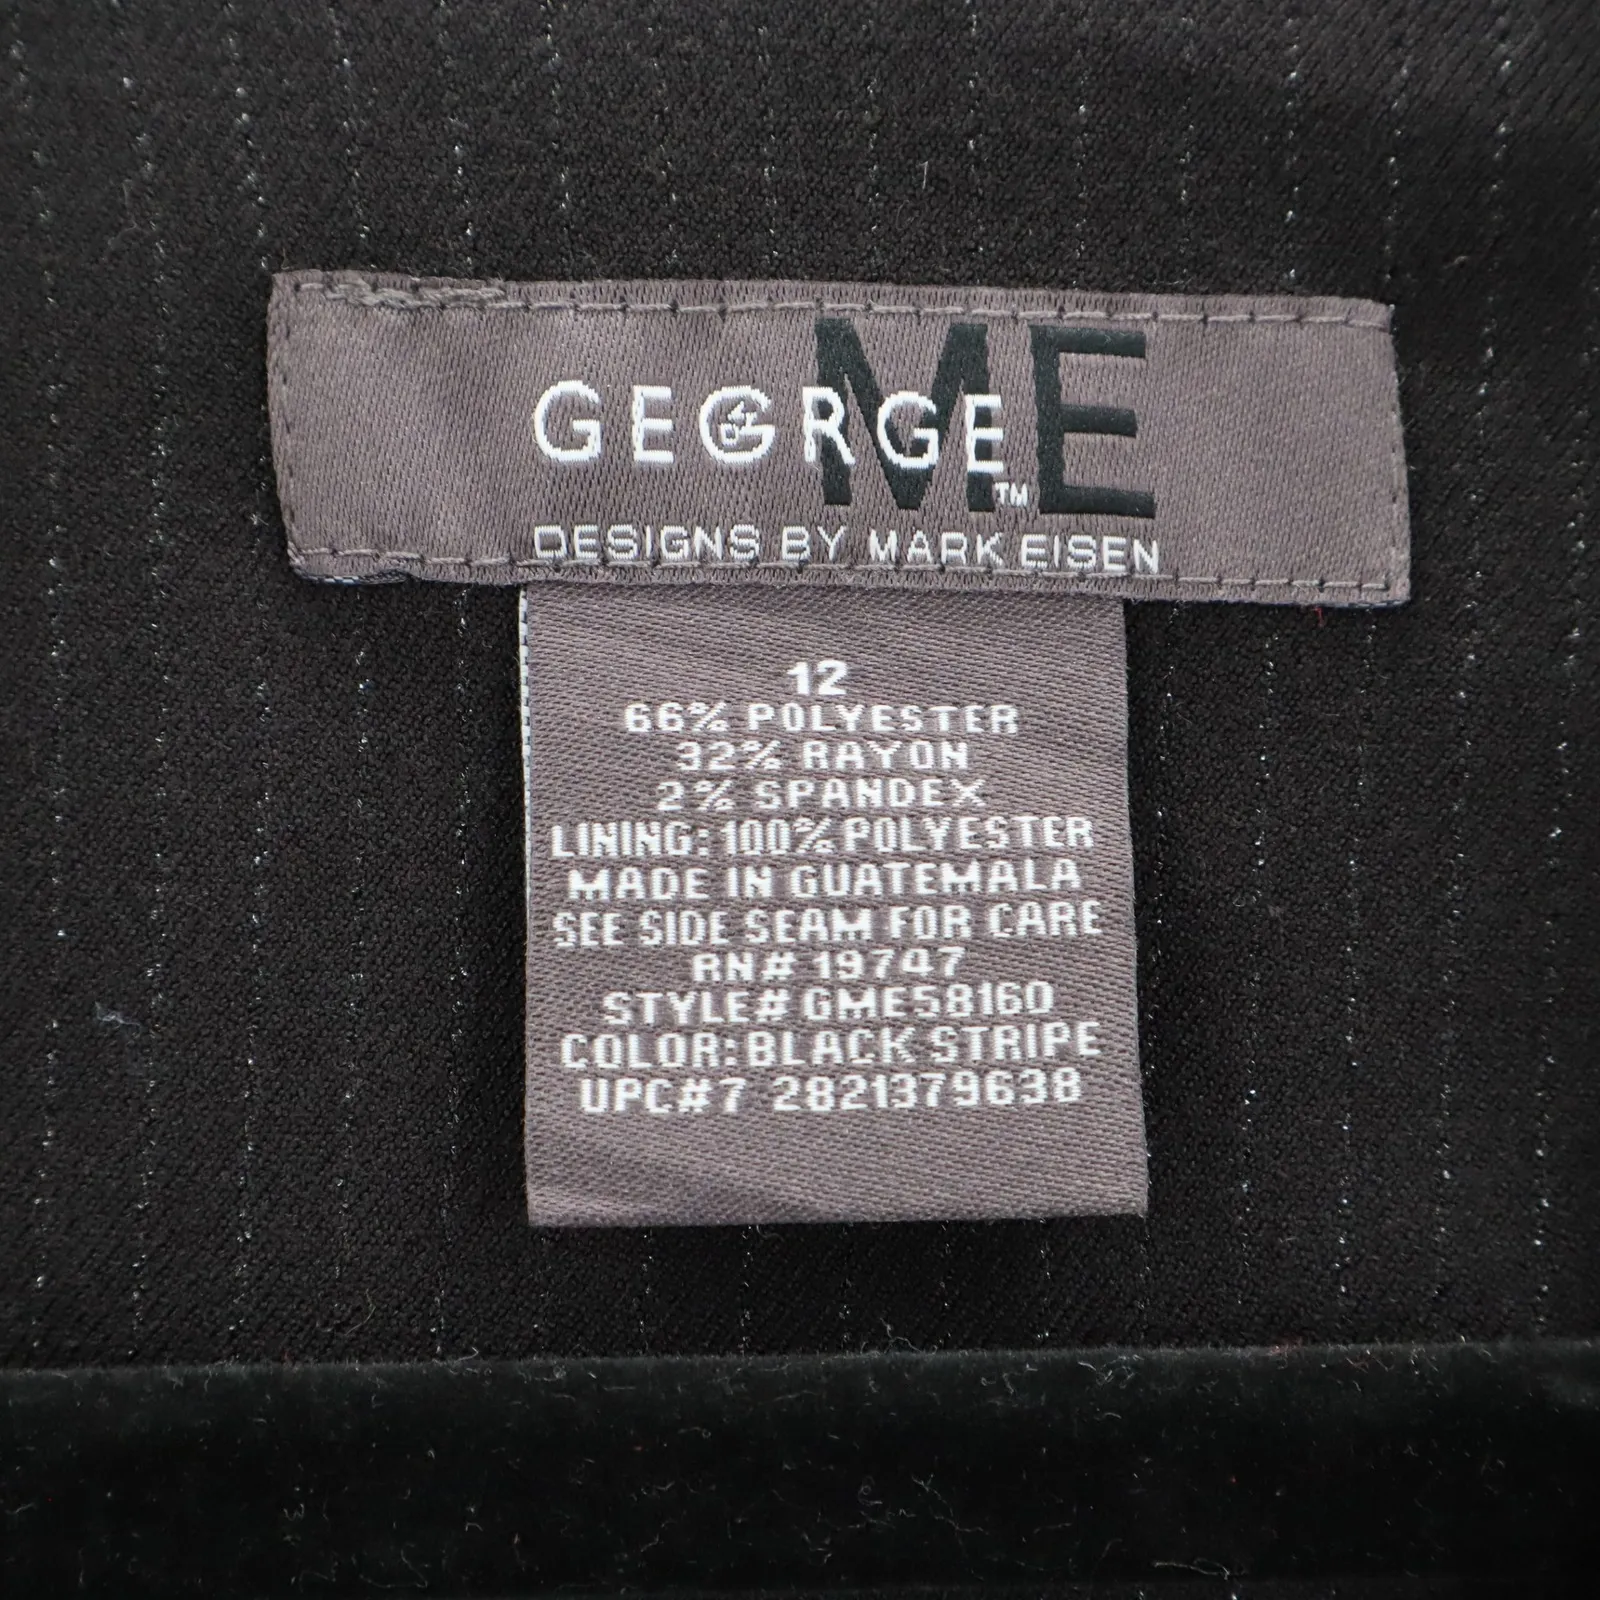 ME
GEORGE™
DESIGNS BY MARK EISEN
12
66% POLYESTER
32% RAYON
2% SPANDEX
LINING: 100% POLYESTER
MADE IN GUATEMALA
SEE SIDE SEAM FOR CARE
RN# 19747
STYLE# GME58160
COLOR: BLACK STRIPE
UPC#7 2821379638